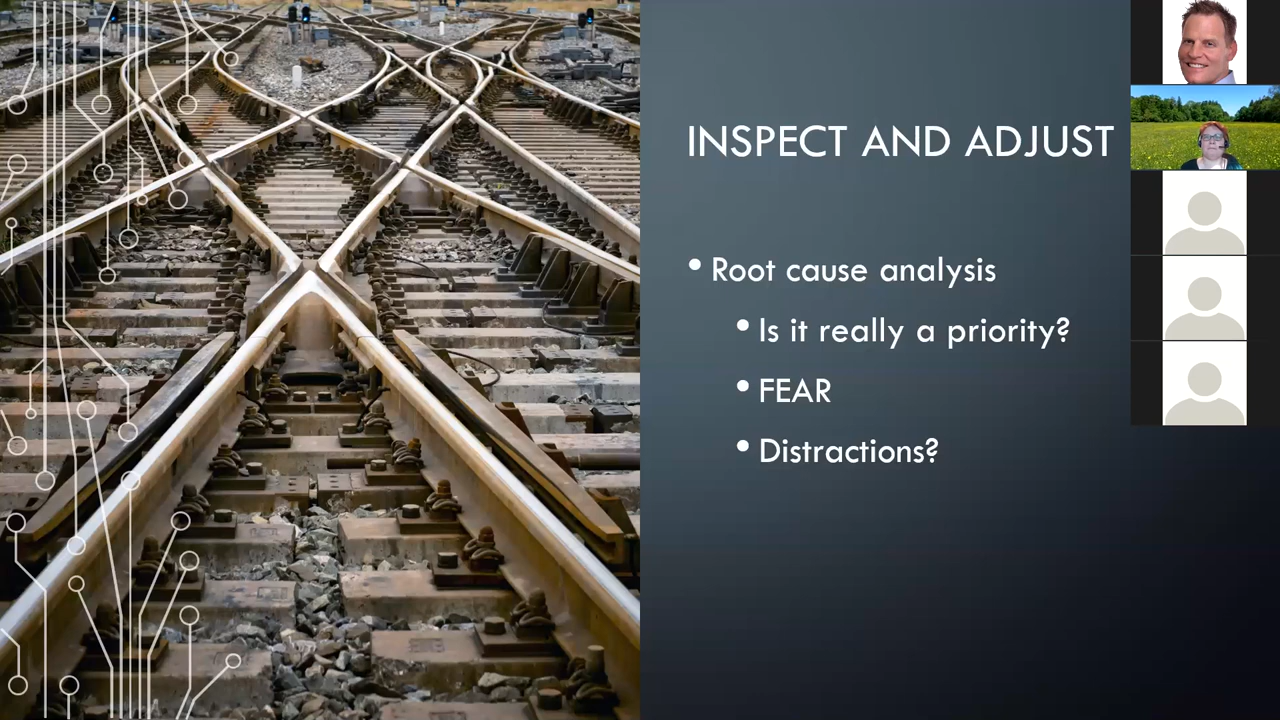 INSPECT AND ADJUST
• Root cause analysis
• Is it really a priority?
• FEAR
• Distractions?